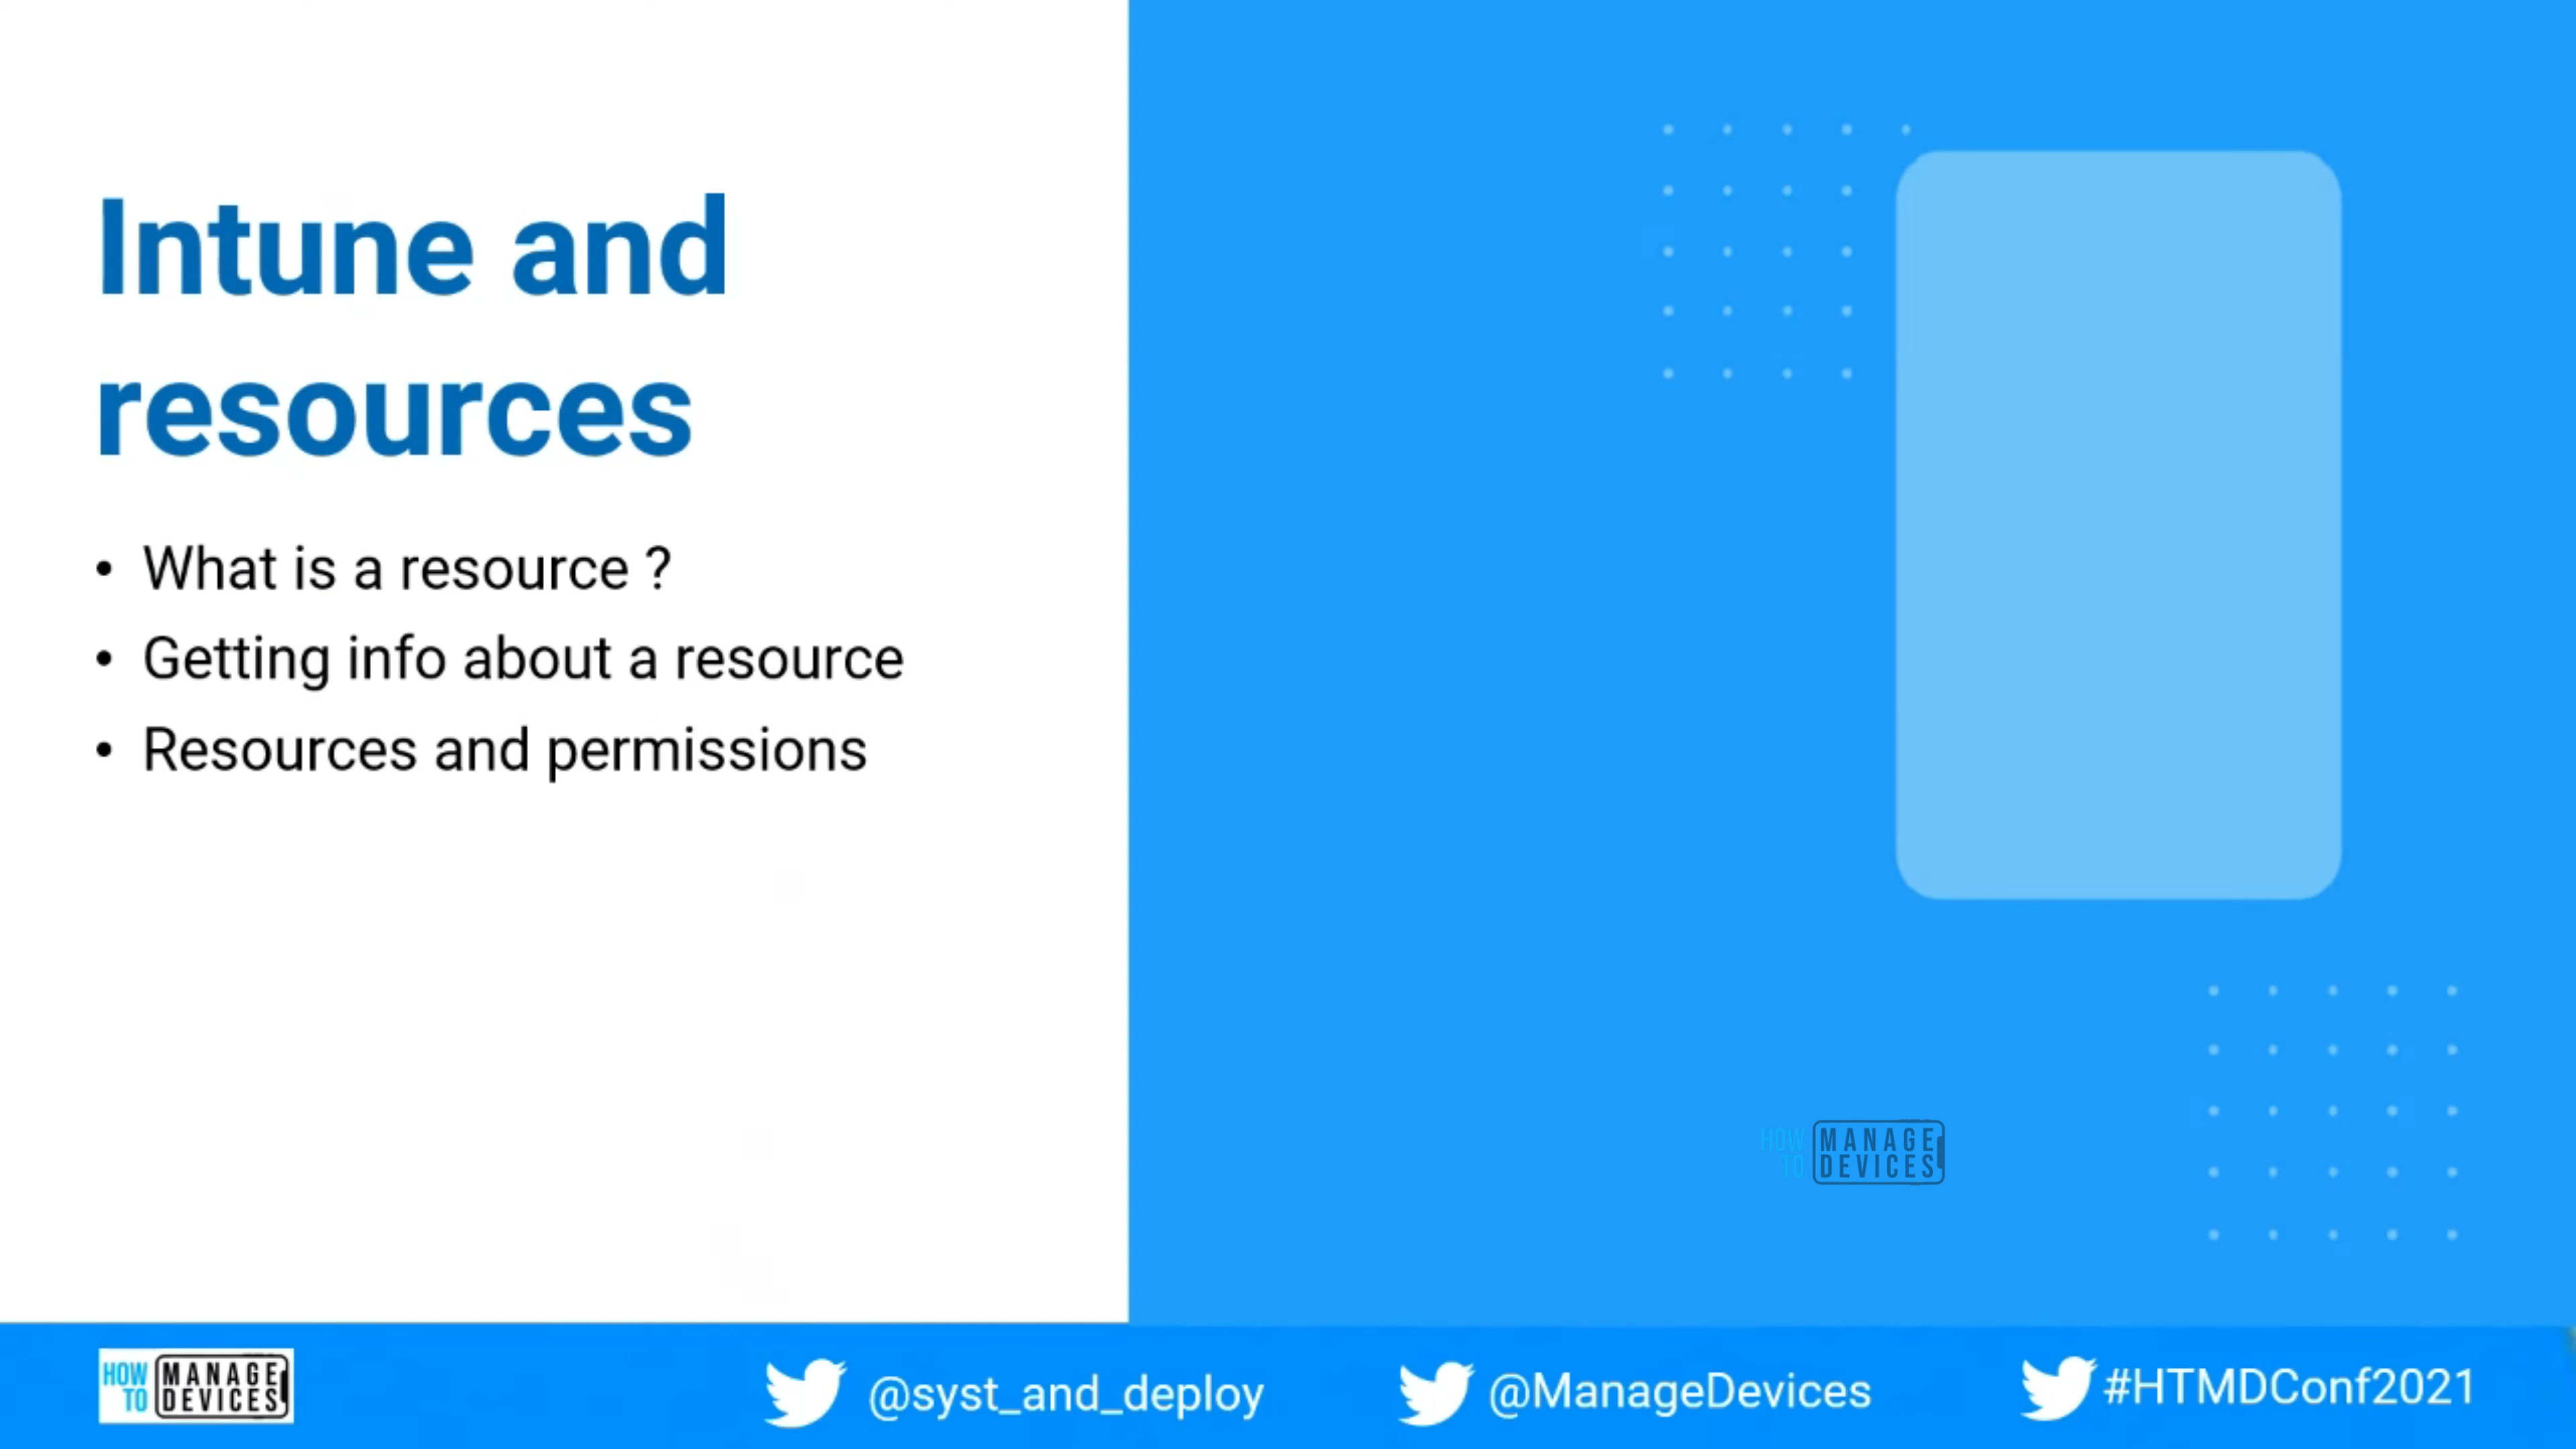 Intune and
resources
• What is a resource ?
• Getting info about a resource
• Resources and permissions
HOW TO MANAGE DEVICES
HOW MANAGE
TO DEVICES
@syst_and_deploy
@ManageDevices
#HTMDConf2021